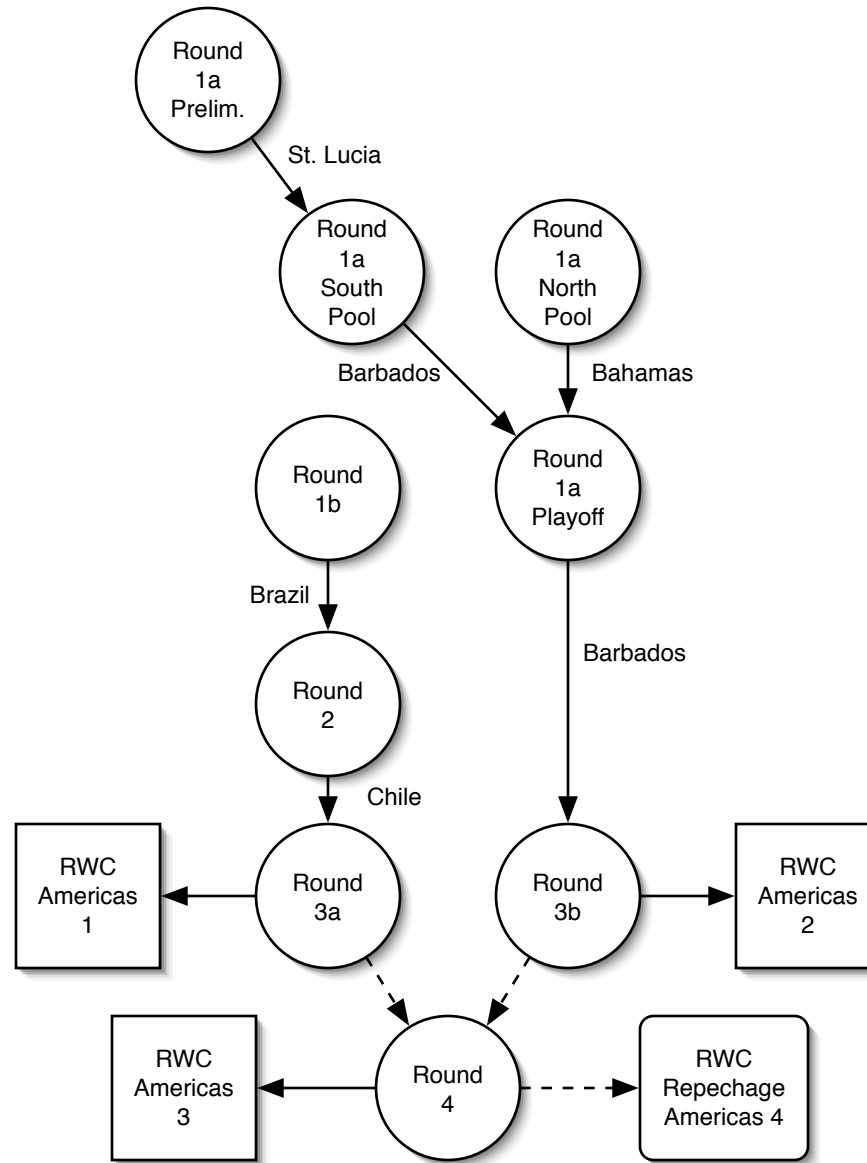 Round
1a
Prelim.
St. Lucia
Round
1a
South
Pool
Round
1a
North
Pool
Barbados
Bahamas
Round
1b
Round
1a
Playoff
Brazil
Barbados
Round
2
Chile
RWC
Americas
1
Round
3a
Round
3b
RWC
Americas
2
RWC
Americas
3
Round
4
RWC
Repechage
Americas 4